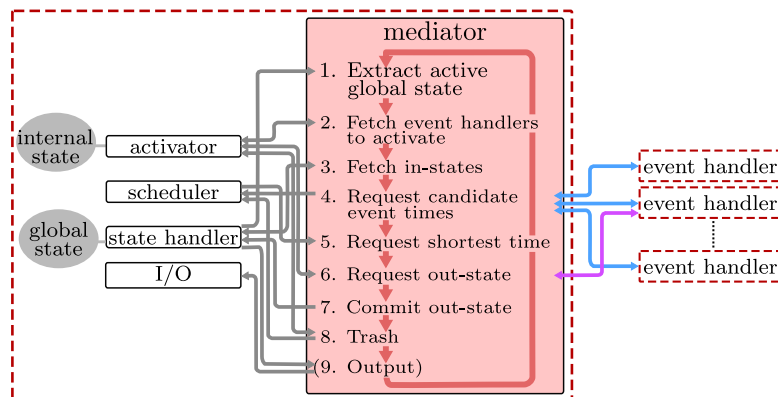 mediator
1. Extract active
global state
2. Fetch event handlers
to activate
3. Fetch in-states
4. Request candidate
event times
5. Request shortest time
6. Request out-state
7. Commit out-state
8. Trash
(9. Output)
internal
state
activator
scheduler
global
state
state handler
I/O
event handler
event handler
event handler